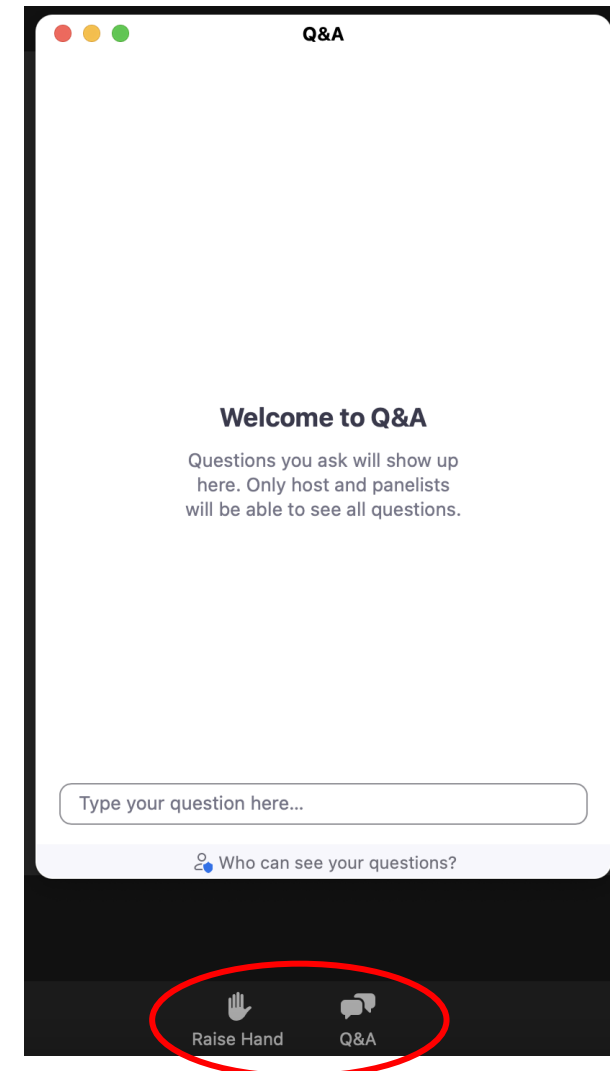 Q&A
Welcome to Q&A
Questions you ask will show up
here. Only host and panelists
will be able to see all questions.
Type your question here...
Who can see your questions?
Raise Hand
Q&A